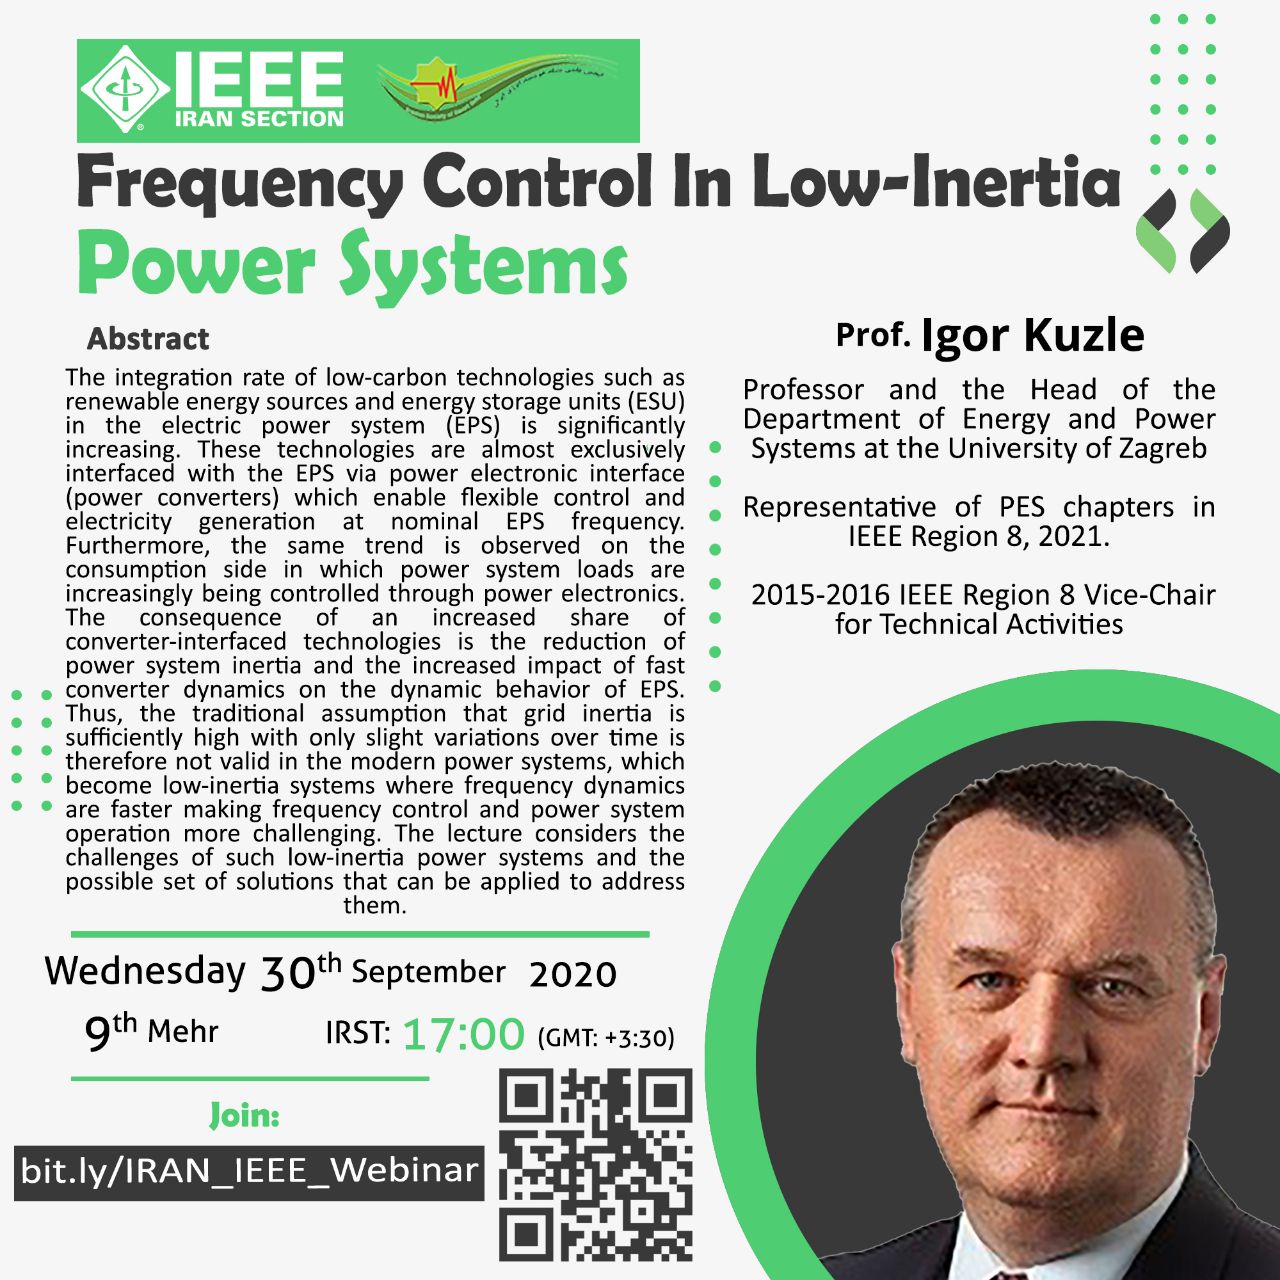 IEEE
IRAN SECTION
Frequency Control In Low-Inertia
Power Systems
Abstract
The integration rate of low-carbon technologies such as
renewable energy sources and energy storage units (ESU)
in the electric power system (EPS) is significantly
increasing. These technologies are almost exclusively
interfaced with the EPS via power electronic interface
(power converters) which enable flexible control and
electricity generation at nominal EPS frequency.
Furthermore, the same trend is observed on the
consumption side in which power system loads are
increasingly being controlled through power electronics.
The consequence of an increased share of
converter-interfaced technologies is the reduction of
power system inertia and the increased impact of fast
converter dynamics on the dynamic behavior of EPS.
Thus, the traditional assumption that grid inertia is
sufficiently high with only slight variations over time is
therefore not valid in the modern power systems, which
become low-inertia systems where frequency dynamics
are faster making frequency control and power system
operation more challenging. The lecture considers the
challenges of such low-inertia power systems and the
possible set of solutions that can be applied to address
them.
Prof. Igor Kuzle
Professor and the Head of the
Department of Energy and Power
Systems at the University of Zagreb
Representative of PES chapters in
IEEE Region 8, 2021.
2015-2016 IEEE Region 8 Vice-Chair
for Technical Activities
Wednesday 30th September 2020
9th Mehr IRST: 17:00 (GMT: +3:30)
Join:
bit.ly/IRAN_IEEE_Webinar